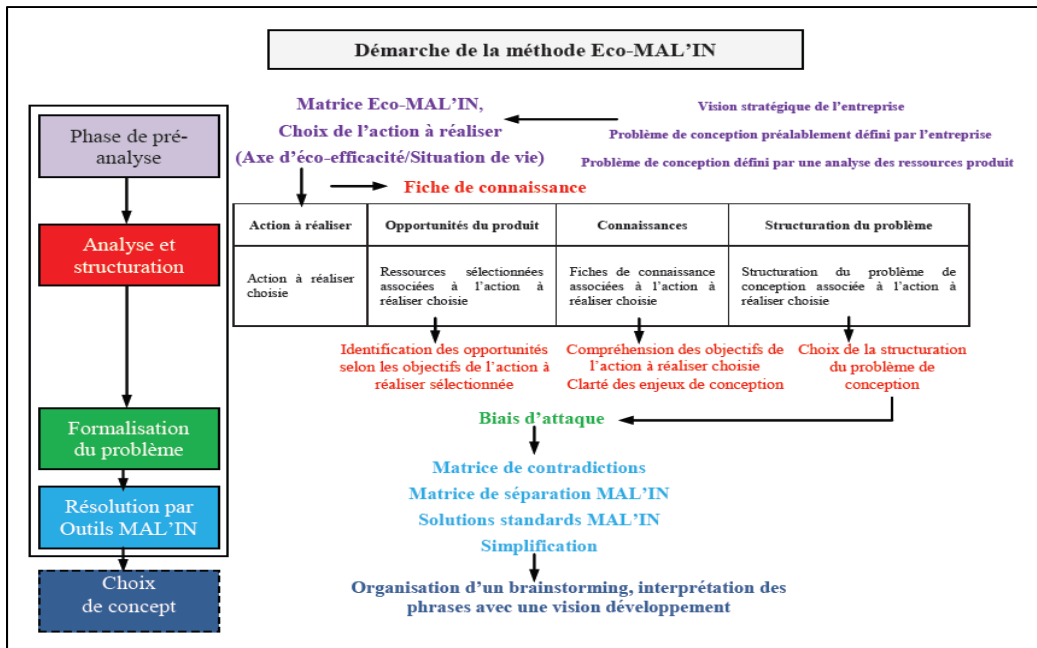 Démarche de la méthode Eco-MAL'IN
Phase de pré-
analyse
Matrice Eco-MAL'IN,
Choix de l'action à réaliser
(Axe d'éco-efficacité/Situation de vie)
Vision stratégique de l'entreprise
Problème de conception préalablement défini par l'entreprise
Problème de conception défini par une analyse des ressources produit
Fiche de connaissance
Analyse et
structuration
Action à réaliser
Opportunités du produit
Connaissances
Structuration du problème
Action à réaliser
choisie
Ressources sélectionnées
associées à l'action à
réaliser choisie
Fiches de connaissance
associées à l'action à
réaliser choisie
Structuration du problème de
conception associée à l'action à
réaliser choisie
Identification des opportunités
selon les objectifs de l'action à
réaliser sélectionnée
Compréhension des objectifs de
l'action à réaliser choisie
Clarté des enjeux de conception
Choix de la structuration
du problème de
conception
Formalisation
du problème
Biais d'attaque
Résolution par
Outils MAL'IN
Matrice de contradictions
Matrice de séparation MAL'IN
Solutions standards MAL'IN
Simplification
Choix
de concept
Organisation d'un brainstorming, interprétation des
phrases avec une vision développement